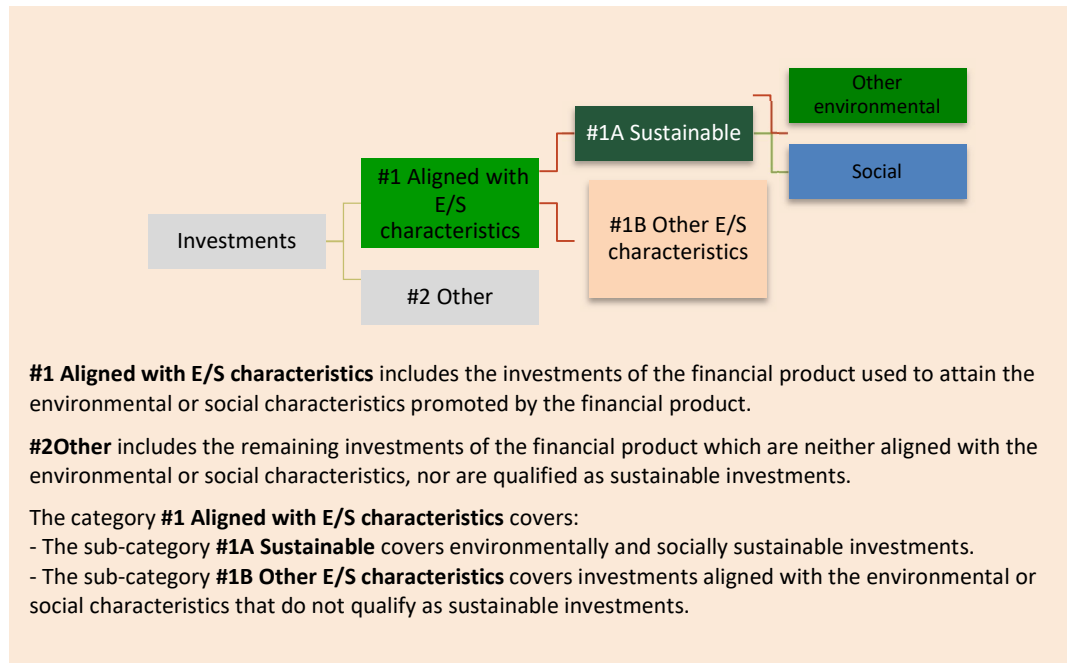 Other
environmental
#1A Sustainable
Social
#1 Aligned with
E/S
characteristics
#1B Other E/S
characteristics
Investments
#2 Other
#1 Aligned with E/S characteristics includes the investments of the financial product used to attain the
environmental or social characteristics promoted by the financial product.
#2Other includes the remaining investments of the financial product which are neither aligned with the
environmental or social characteristics, nor are qualified as sustainable investments.
The category #1 Aligned with E/S characteristics covers:
- The sub-category #1A Sustainable covers environmentally and socially sustainable investments.
- The sub-category #1B Other E/S characteristics covers investments aligned with the environmental or
social characteristics that do not qualify as sustainable investments.